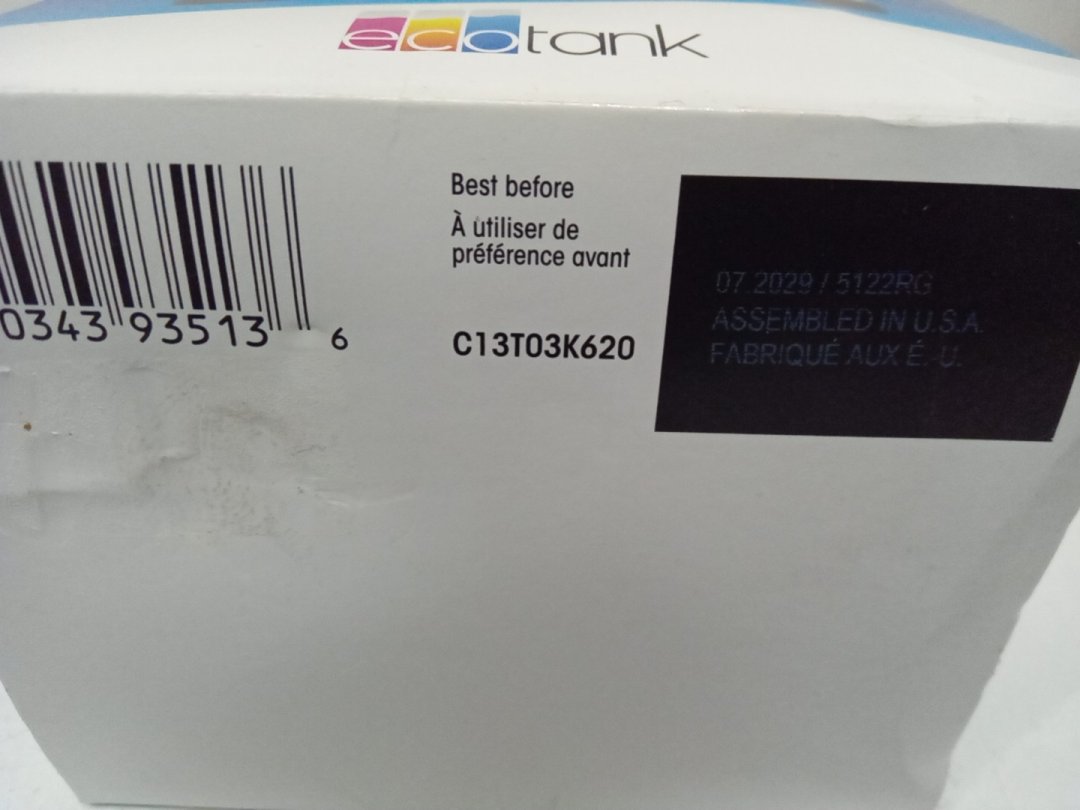 ecotank
Best before
À utiliser de
préférence avant
C13T03K620
0343 93513 6
07.2029 / 5122RG
ASSEMBLED IN U.S.A.
FABRIQUÉ AUX É.-U.